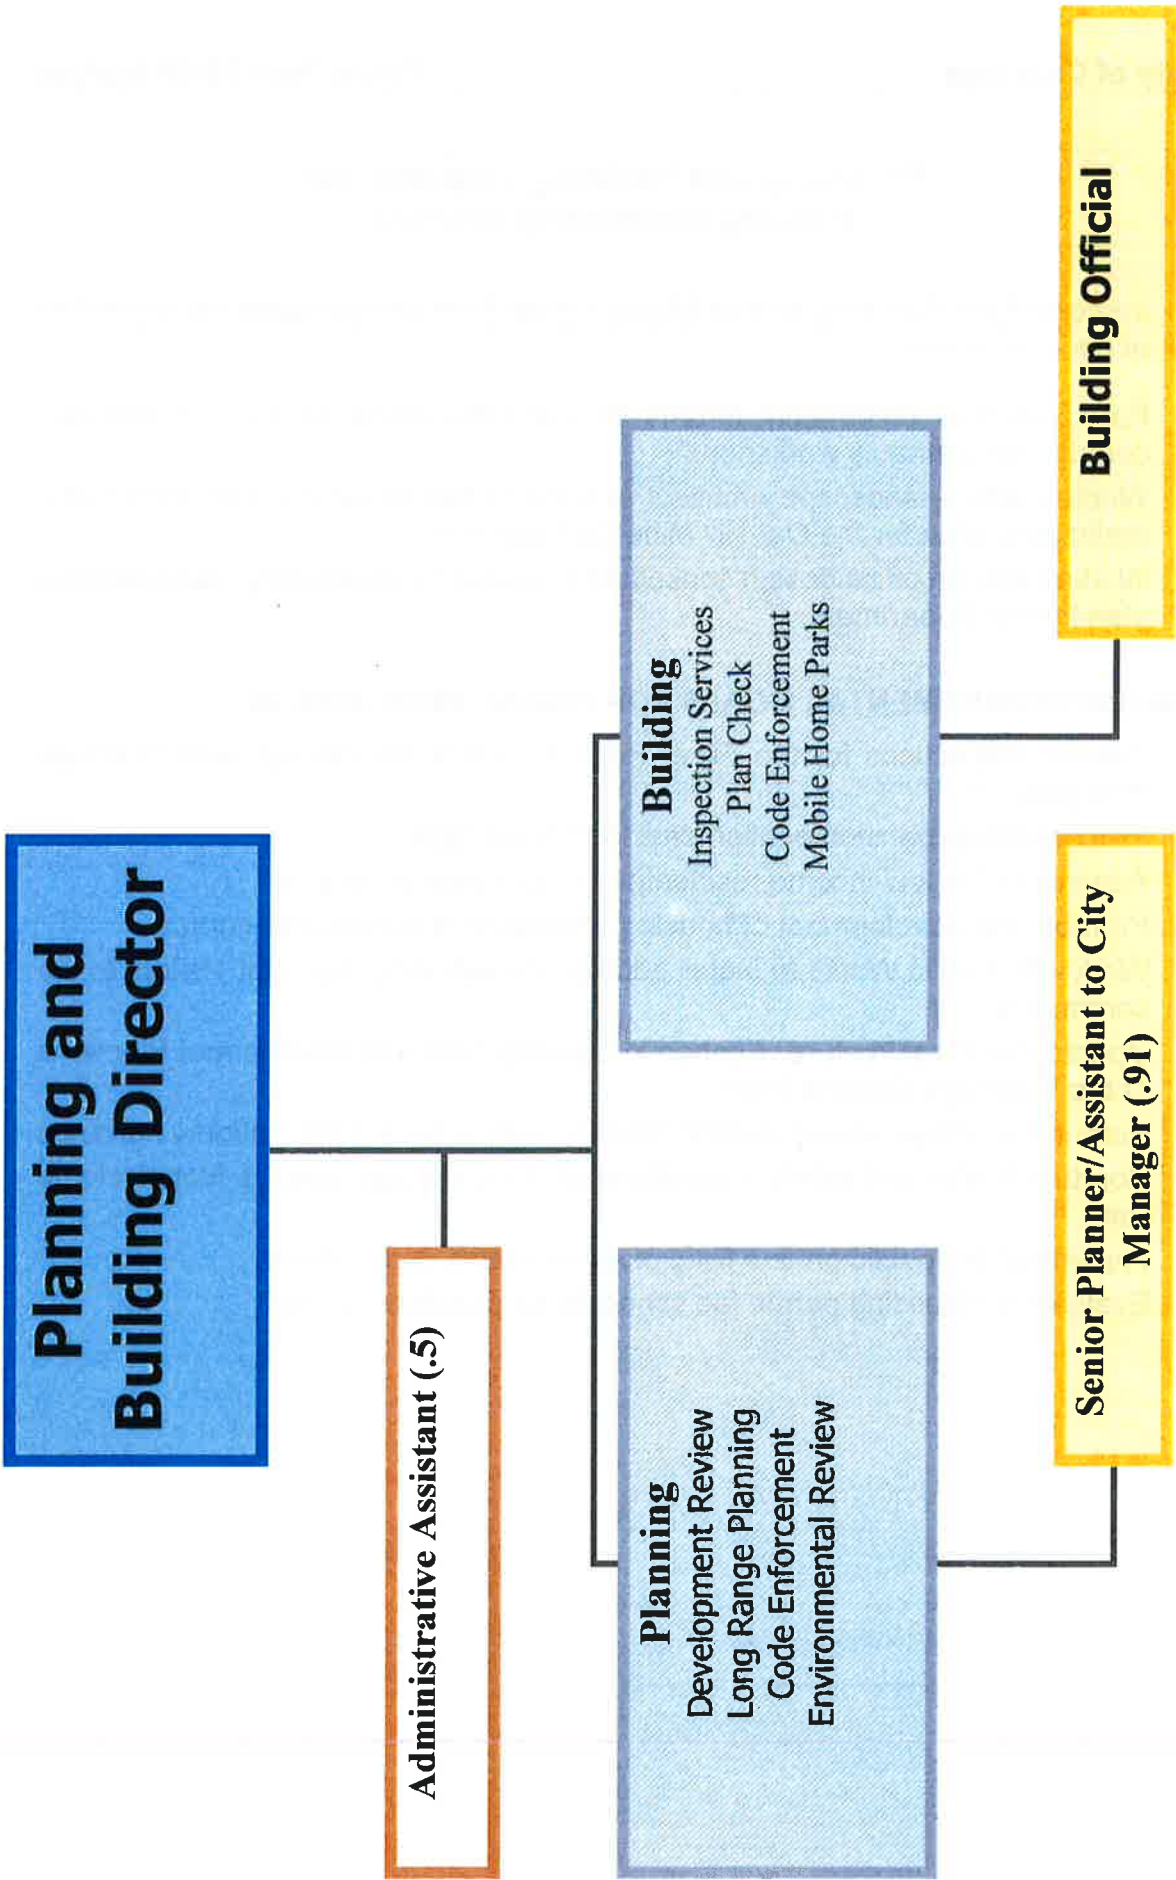 Planning and
Building Director
Administrative Assistant (.5)
Planning
Development Review
Long Range Planning
Code Enforcement
Environmental Review
Building
Inspection Services
Plan Check
Code Enforcement
Mobile Home Parks
Senior Planner/Assistant to City
Manager (.91)
Building Official